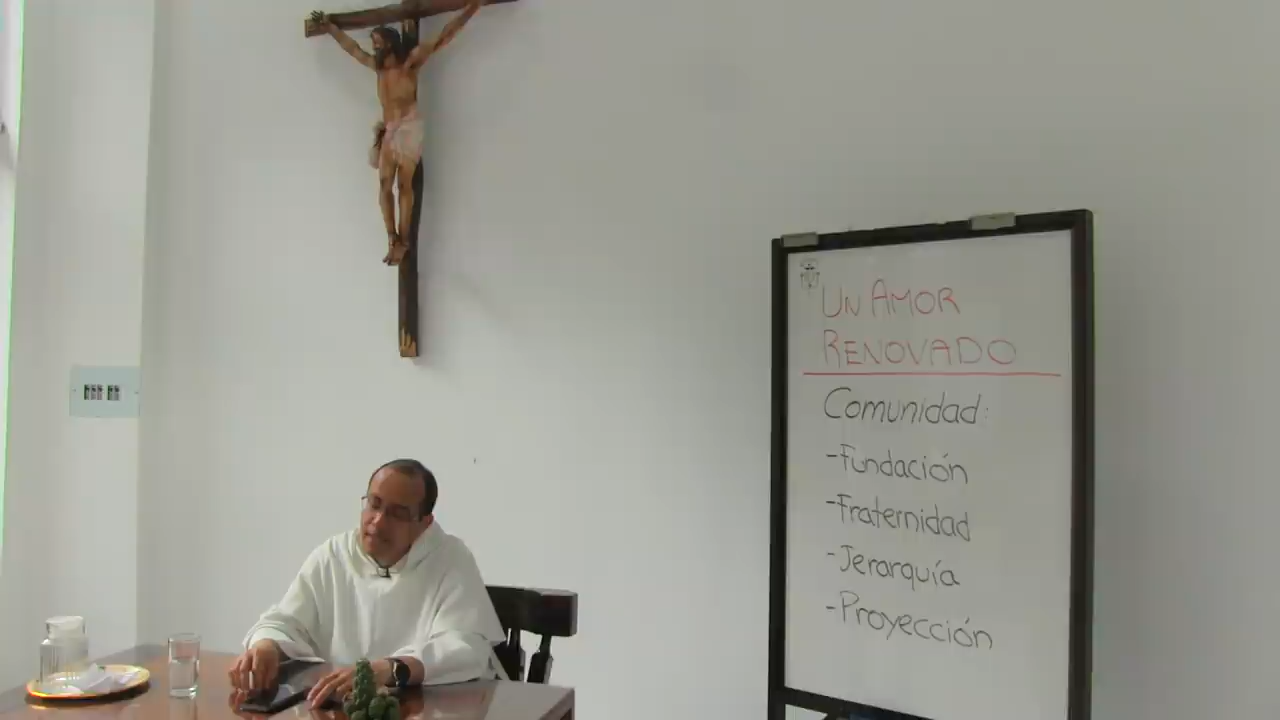 UN AMOR
RENOVADO
Comunidad:
-Fundación
-Fraternidad
-Jerarquía
-Proyección